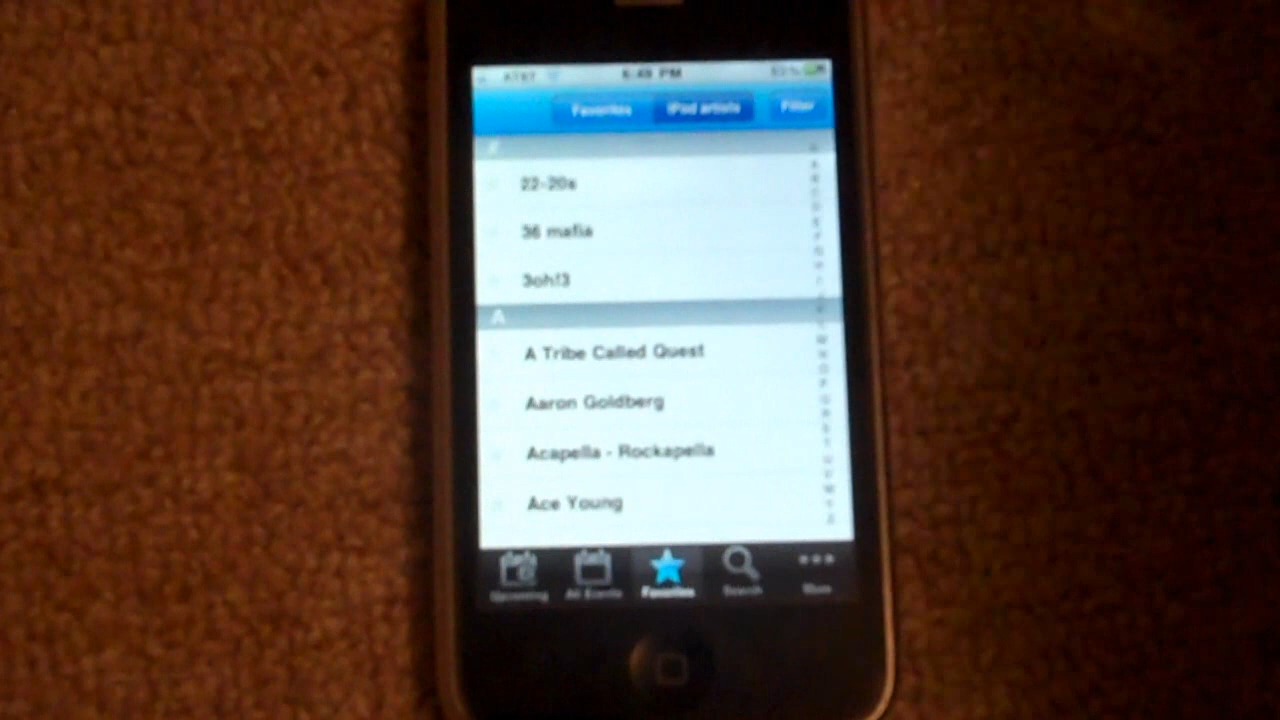 AT&T 6:49 PM
Favorites iPod artists Filter
#
22-20s
36 mafia
3oh!3
A
A Tribe Called Quest
Aaron Goldberg
Acapella - Rockapella
Ace Young
Upcoming All Events Favorites Search More